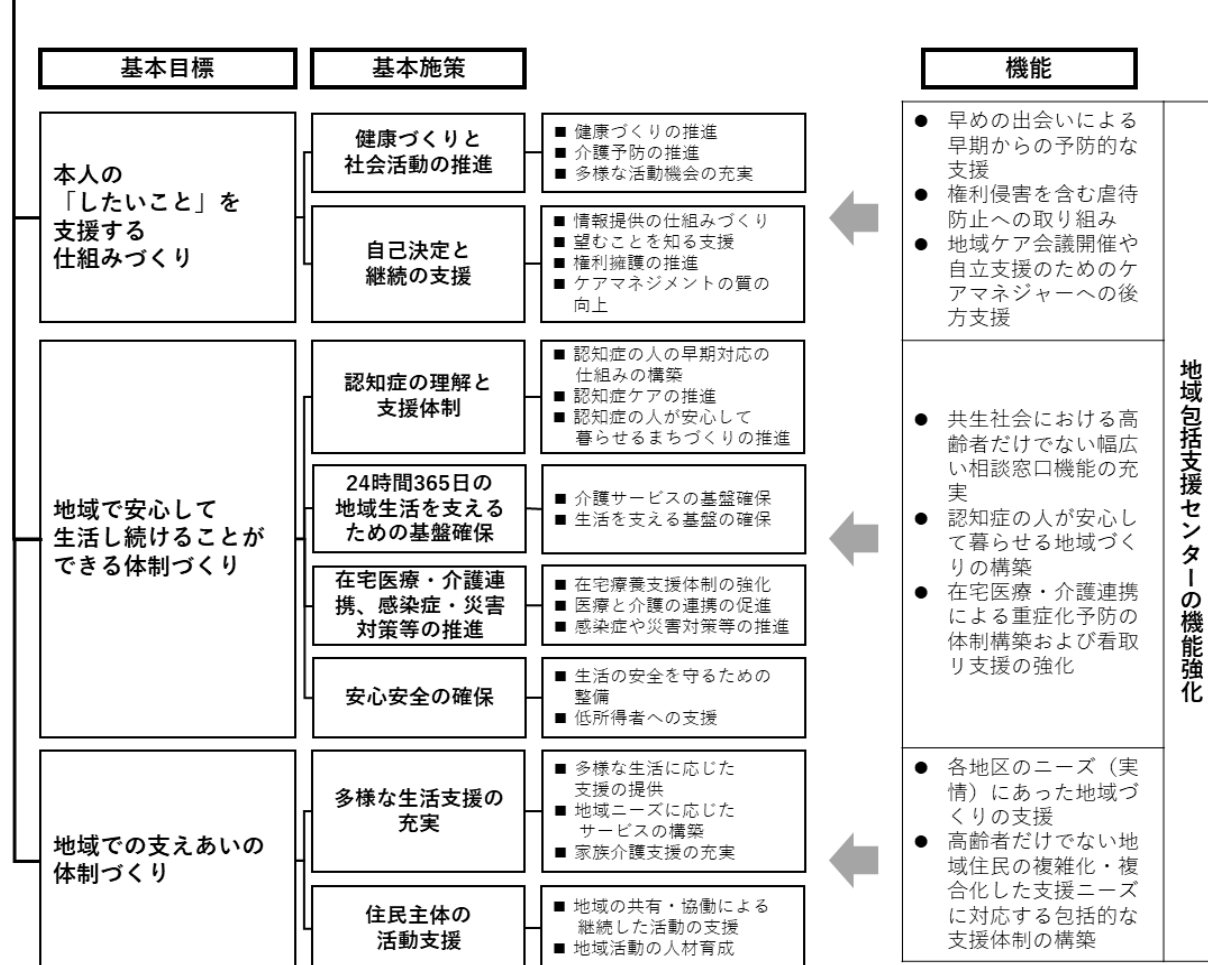 基本目標
基本施策
機能
本人の
「したいこと」を
支援する
仕組みづくり
健康づくりと
社会活動の推進
■ 健康づくりの推進
■ 介護予防の推進
■ 多様な活動機会の充実
自己決定と
継続の支援
■ 情報提供の仕組みづくり
■ 望むことを知る支援
■ 権利擁護の推進
■ ケアマネジメントの質の
向上
● 早めの出会いによる
早期からの予防的な
支援
● 権利侵害を含む虐待
防止への取り組み
● 地域ケア会議開催や
自立支援のためのケ
アマネジャーへの後
方支援
地域で安心して
生活し続けることが
できる体制づくり
認知症の理解と
支援体制
■ 認知症の人の早期対応の
仕組みの構築
■ 認知症ケアの推進
■ 認知症の人が安心して
暮らせるまちづくりの推進
24時間365日の
地域生活を支える
ための基盤確保
■ 介護サービスの基盤確保
■ 生活を支える基盤の確保
在宅医療・介護連
携、感染症・災害
対策等の推進
■ 在宅療養支援体制の強化
■ 医療と介護の連携の促進
■ 感染症や災害対策等の推進
安心安全の確保
■ 生活の安全を守るための
整備
■ 低所得者への支援
● 共生社会における高
齢者だけでない幅広
い相談窓口機能の充
実
● 認知症の人が安心し
て暮らせる地域づく
りの構築
● 在宅医療・介護連携
による重症化予防の
体制構築および看取
り支援の強化
地域での支えあいの
体制づくり
多様な生活支援の
充実
■ 多様な生活に応じた
支援の提供
■ 地域ニーズに応じた
サービスの構築
■ 家族介護支援の充実
住民主体の
活動支援
■ 地域の共有・協働による
継続した活動の支援
■ 地域活動の人材育成
● 各地区のニーズ（実
情）にあった地域づ
くりの支援
● 高齢者だけでない地
域住民の複雑化・複
合化した支援ニーズ
に対応する包括的な
支援体制の構築
地域包括支援センターの機能強化